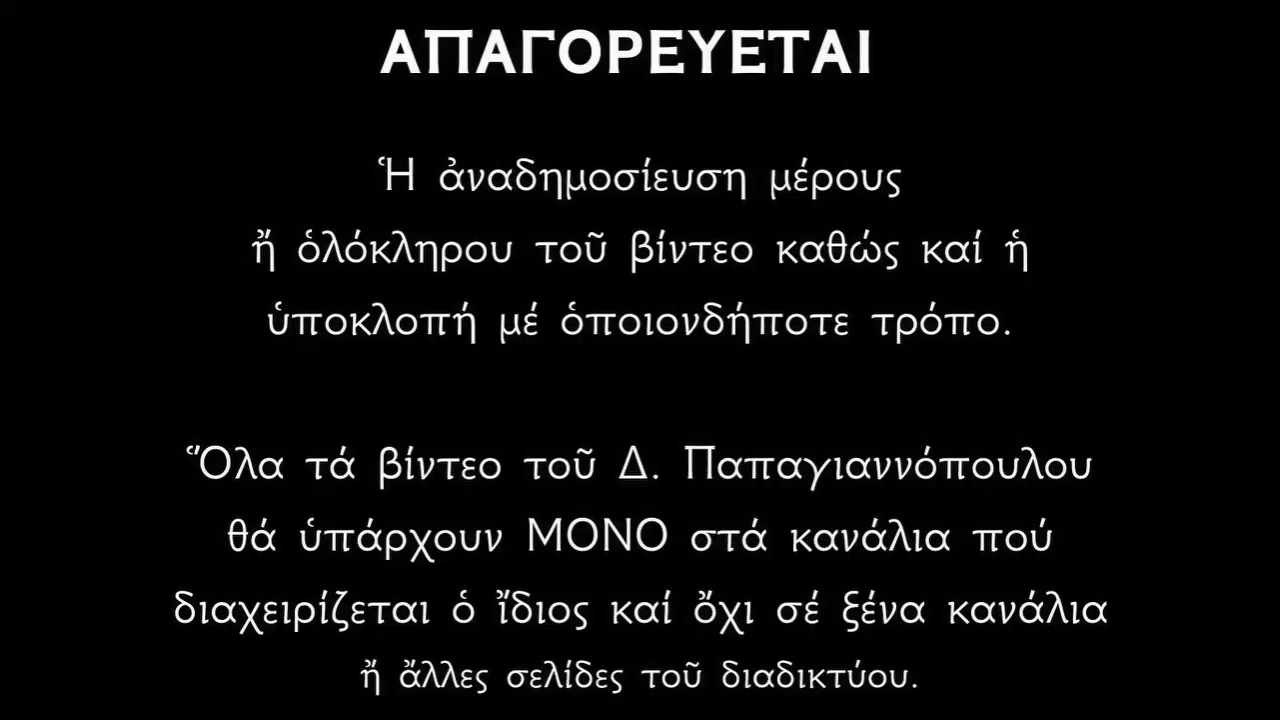 ΑΠΑΓΟΡΕΥΕΤΑΙ
Ἡ ἀναδημοσίευση μέρους
ἤ ὁλόκληρου τοῦ βίντεο καθώς καί ἡ
ὑποκλοπή μέ ὁποιονδήποτε τρόπο.
Ὅλα τά βίντεο τοῦ Δ. Παπαγιαννόπουλου
θά ὑπάρχουν ΜΟΝΟ στά κανάλια πού
διαχειρίζεται ὁ ἴδιος καί ὄχι σέ ξένα κανάλια
ἤ ἄλλες σελίδες τοῦ διαδικτύου.